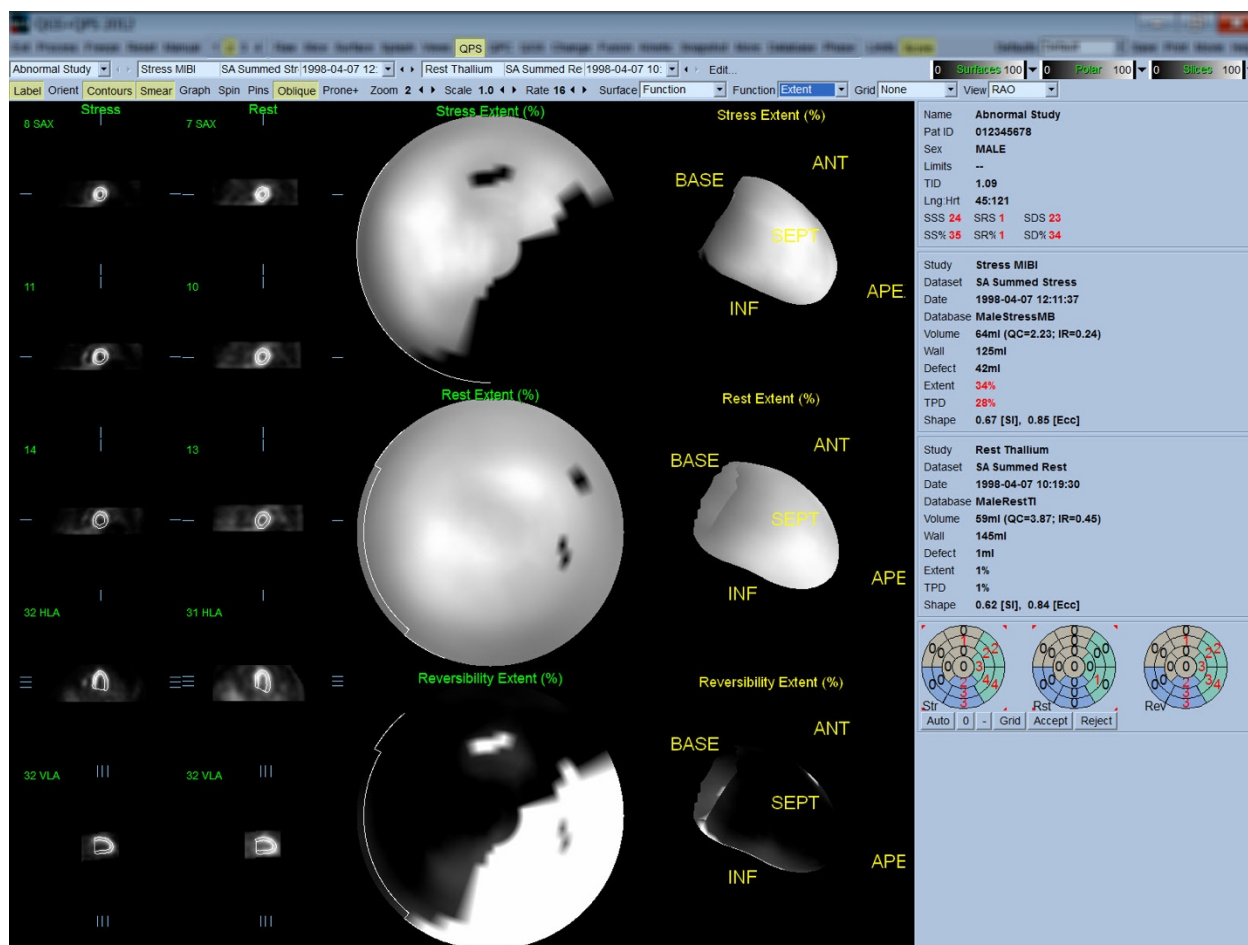 QGS+QPS 2012
QPS
Abnormal Study Stress MIBI SA Summed Str 1998-04-07 12: Rest Thallium SA Summed Re 1998-04-07 10: Edit...
0 Surfaces 100 0 Polar 100 0 Slices 100
Label Orient Contours Smear Graph Spin Pins Oblique Prone+ Zoom 2 Scale 1.0 Rate 16 Surface Function Function Extent Grid None View RAO
Stress Rest
8 SAX 7 SAX
11 10
14 13
32 HLA 31 HLA
32 VLA 32 VLA
Stress Extent (%)
Rest Extent (%)
Reversibility Extent (%)
Stress Extent (%)
ANT
BASE
SEPT
APE
INF
Rest Extent (%)
ANT
BASE
SEPT
APE
INF
Reversibility Extent (%)
ANT
BASE
SEPT
APE
INF
Name Abnormal Study
Pat ID 012345678
Sex MALE
Limits --
TID 1.09
Lng:Hrt 45:121
SSS 24 SRS 1 SDS 23
SS% 35 SR% 1 SD% 34
Study Stress MIBI
Dataset SA Summed Stress
Date 1998-04-07 12:11:37
Database MaleStressMB
Volume 64ml (QC=2.23; IR=0.24)
Wall 125ml
Defect 42ml
Extent 34%
TPD 28%
Shape 0.67 [SI], 0.85 [Ecc]
Study Rest Thallium
Dataset SA Summed Rest
Date 1998-04-07 10:19:30
Database MaleRestTl
Volume 59ml (QC=3.87; IR=0.45)
Wall 145ml
Defect 1ml
Extent 1%
TPD 1%
Shape 0.62 [SI], 0.84 [Ecc]
Str Rst Rev
Auto 0 - Grid Accept Reject